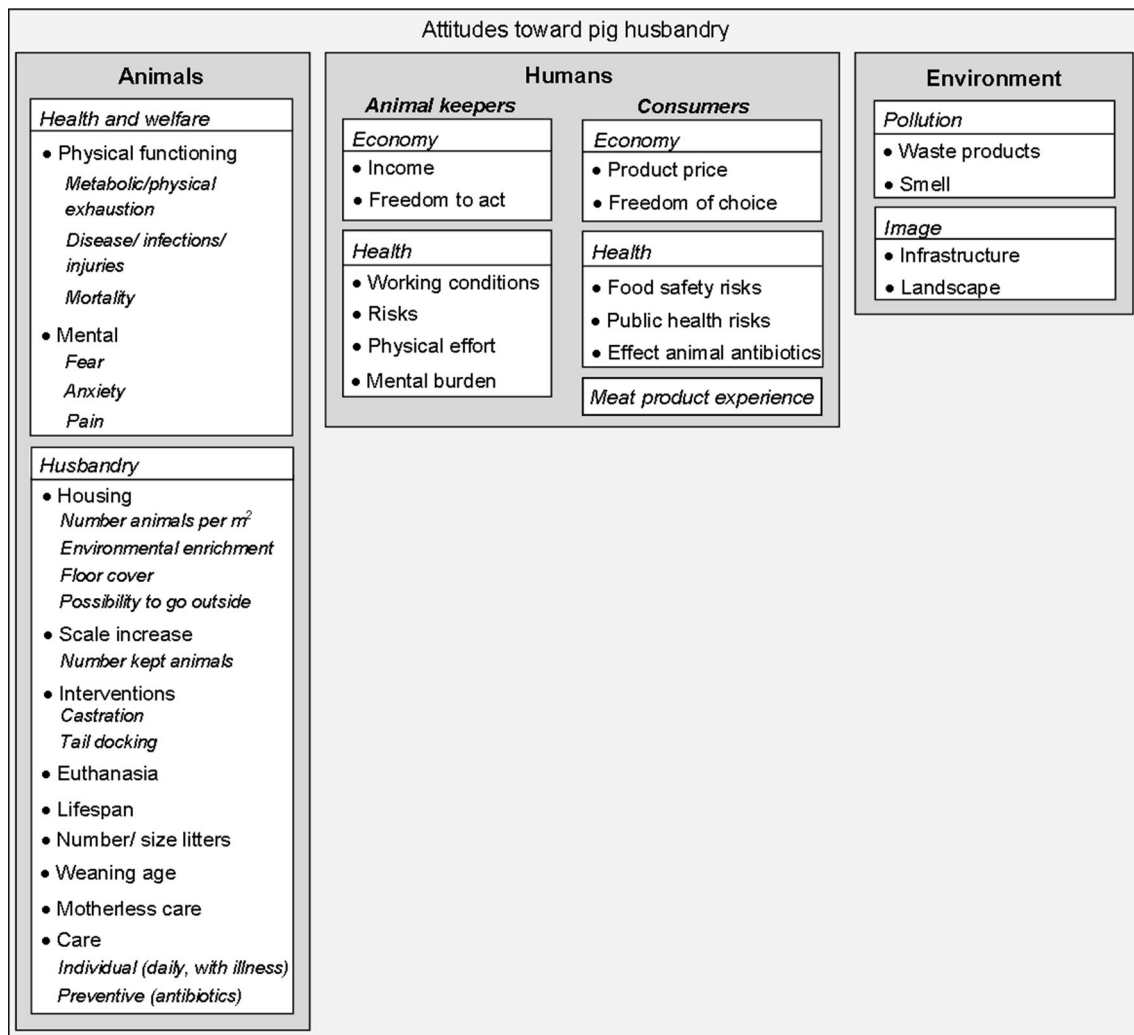 Attitudes toward pig husbandry
Animals
Health and welfare
● Physical functioning
Metabolic/physical
exhaustion
Disease/ infections/
injuries
Mortality
● Mental
Fear
Anxiety
Pain
Husbandry
● Housing
Number animals per m²
Environmental enrichment
Floor cover
Possibility to go outside
● Scale increase
Number kept animals
● Interventions
Castration
Tail docking
● Euthanasia
● Lifespan
● Number/ size litters
● Weaning age
● Motherless care
● Care
Individual (daily, with illness)
Preventive (antibiotics)
Humans
Animal keepers
Economy
● Income
● Freedom to act
Health
● Working conditions
● Risks
● Physical effort
● Mental burden
Consumers
Economy
● Product price
● Freedom of choice
Health
● Food safety risks
● Public health risks
● Effect animal antibiotics
Meat product experience
Environment
Pollution
● Waste products
● Smell
Image
● Infrastructure
● Landscape